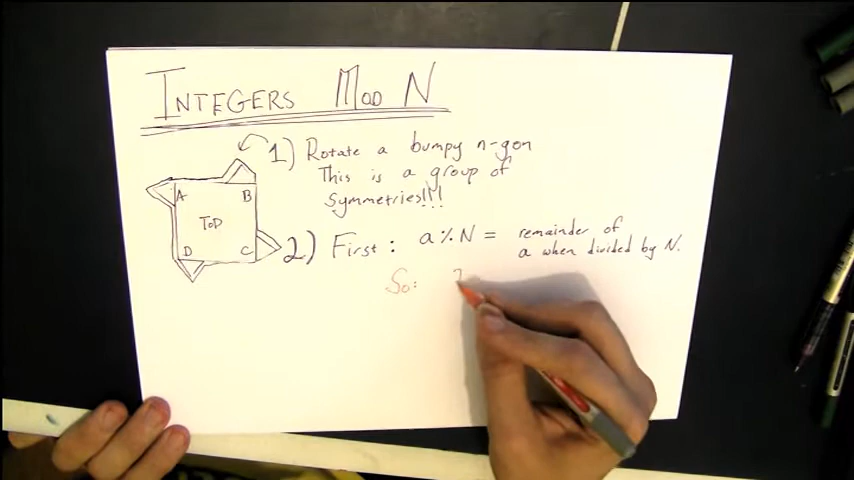 INTEGERS MOD N
1) Rotate a bumpy n-gon
This is a group of
symmetries!!!
A B
TOP
D C
2) First: a % N = remainder of
a when divided by N.
So: